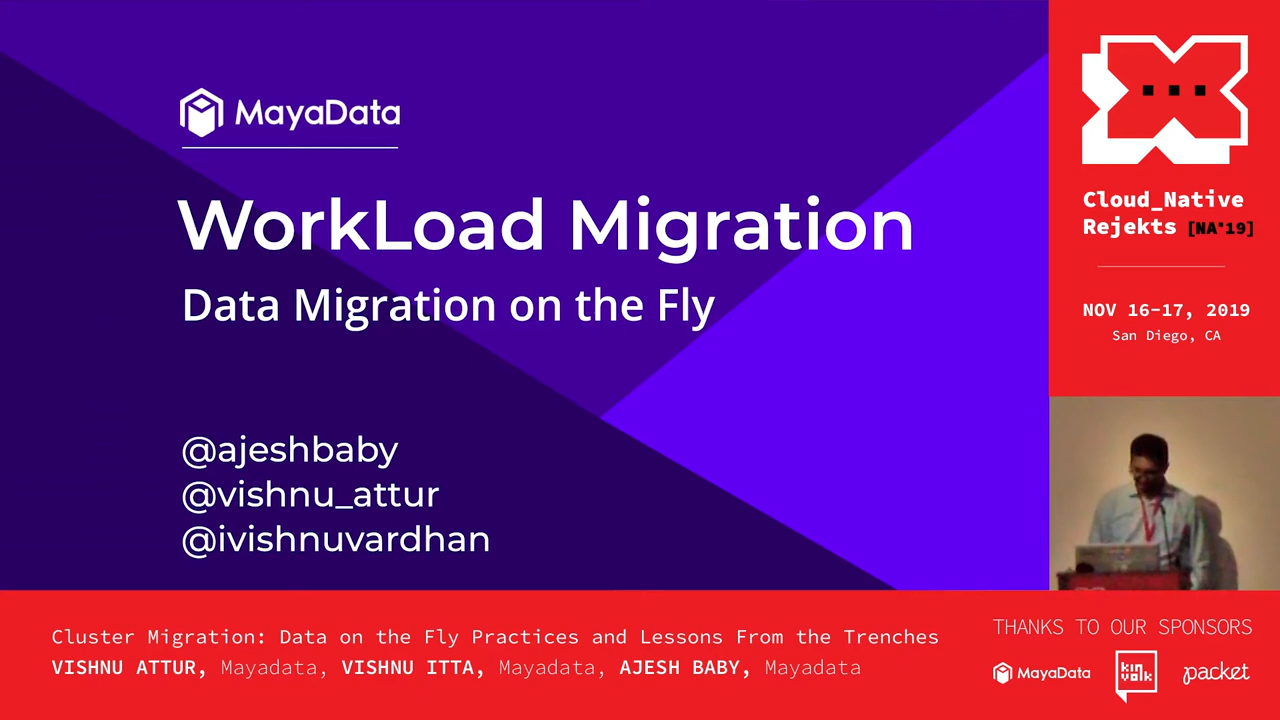 MayaData
WorkLoad Migration
Data Migration on the Fly
@ajeshbaby
@vishnu_attur
@ivishnuvardhan
Cloud_Native
Rejekts [NA'19]
NOV 16-17, 2019
San Diego, CA
Cluster Migration: Data on the Fly Practices and Lessons From the Trenches
VISHNU ATTUR, Mayadata, VISHNU ITTA, Mayadata, AJESH BABY, Mayadata
THANKS TO OUR SPONSORS
MayaData
kin
volk
packet